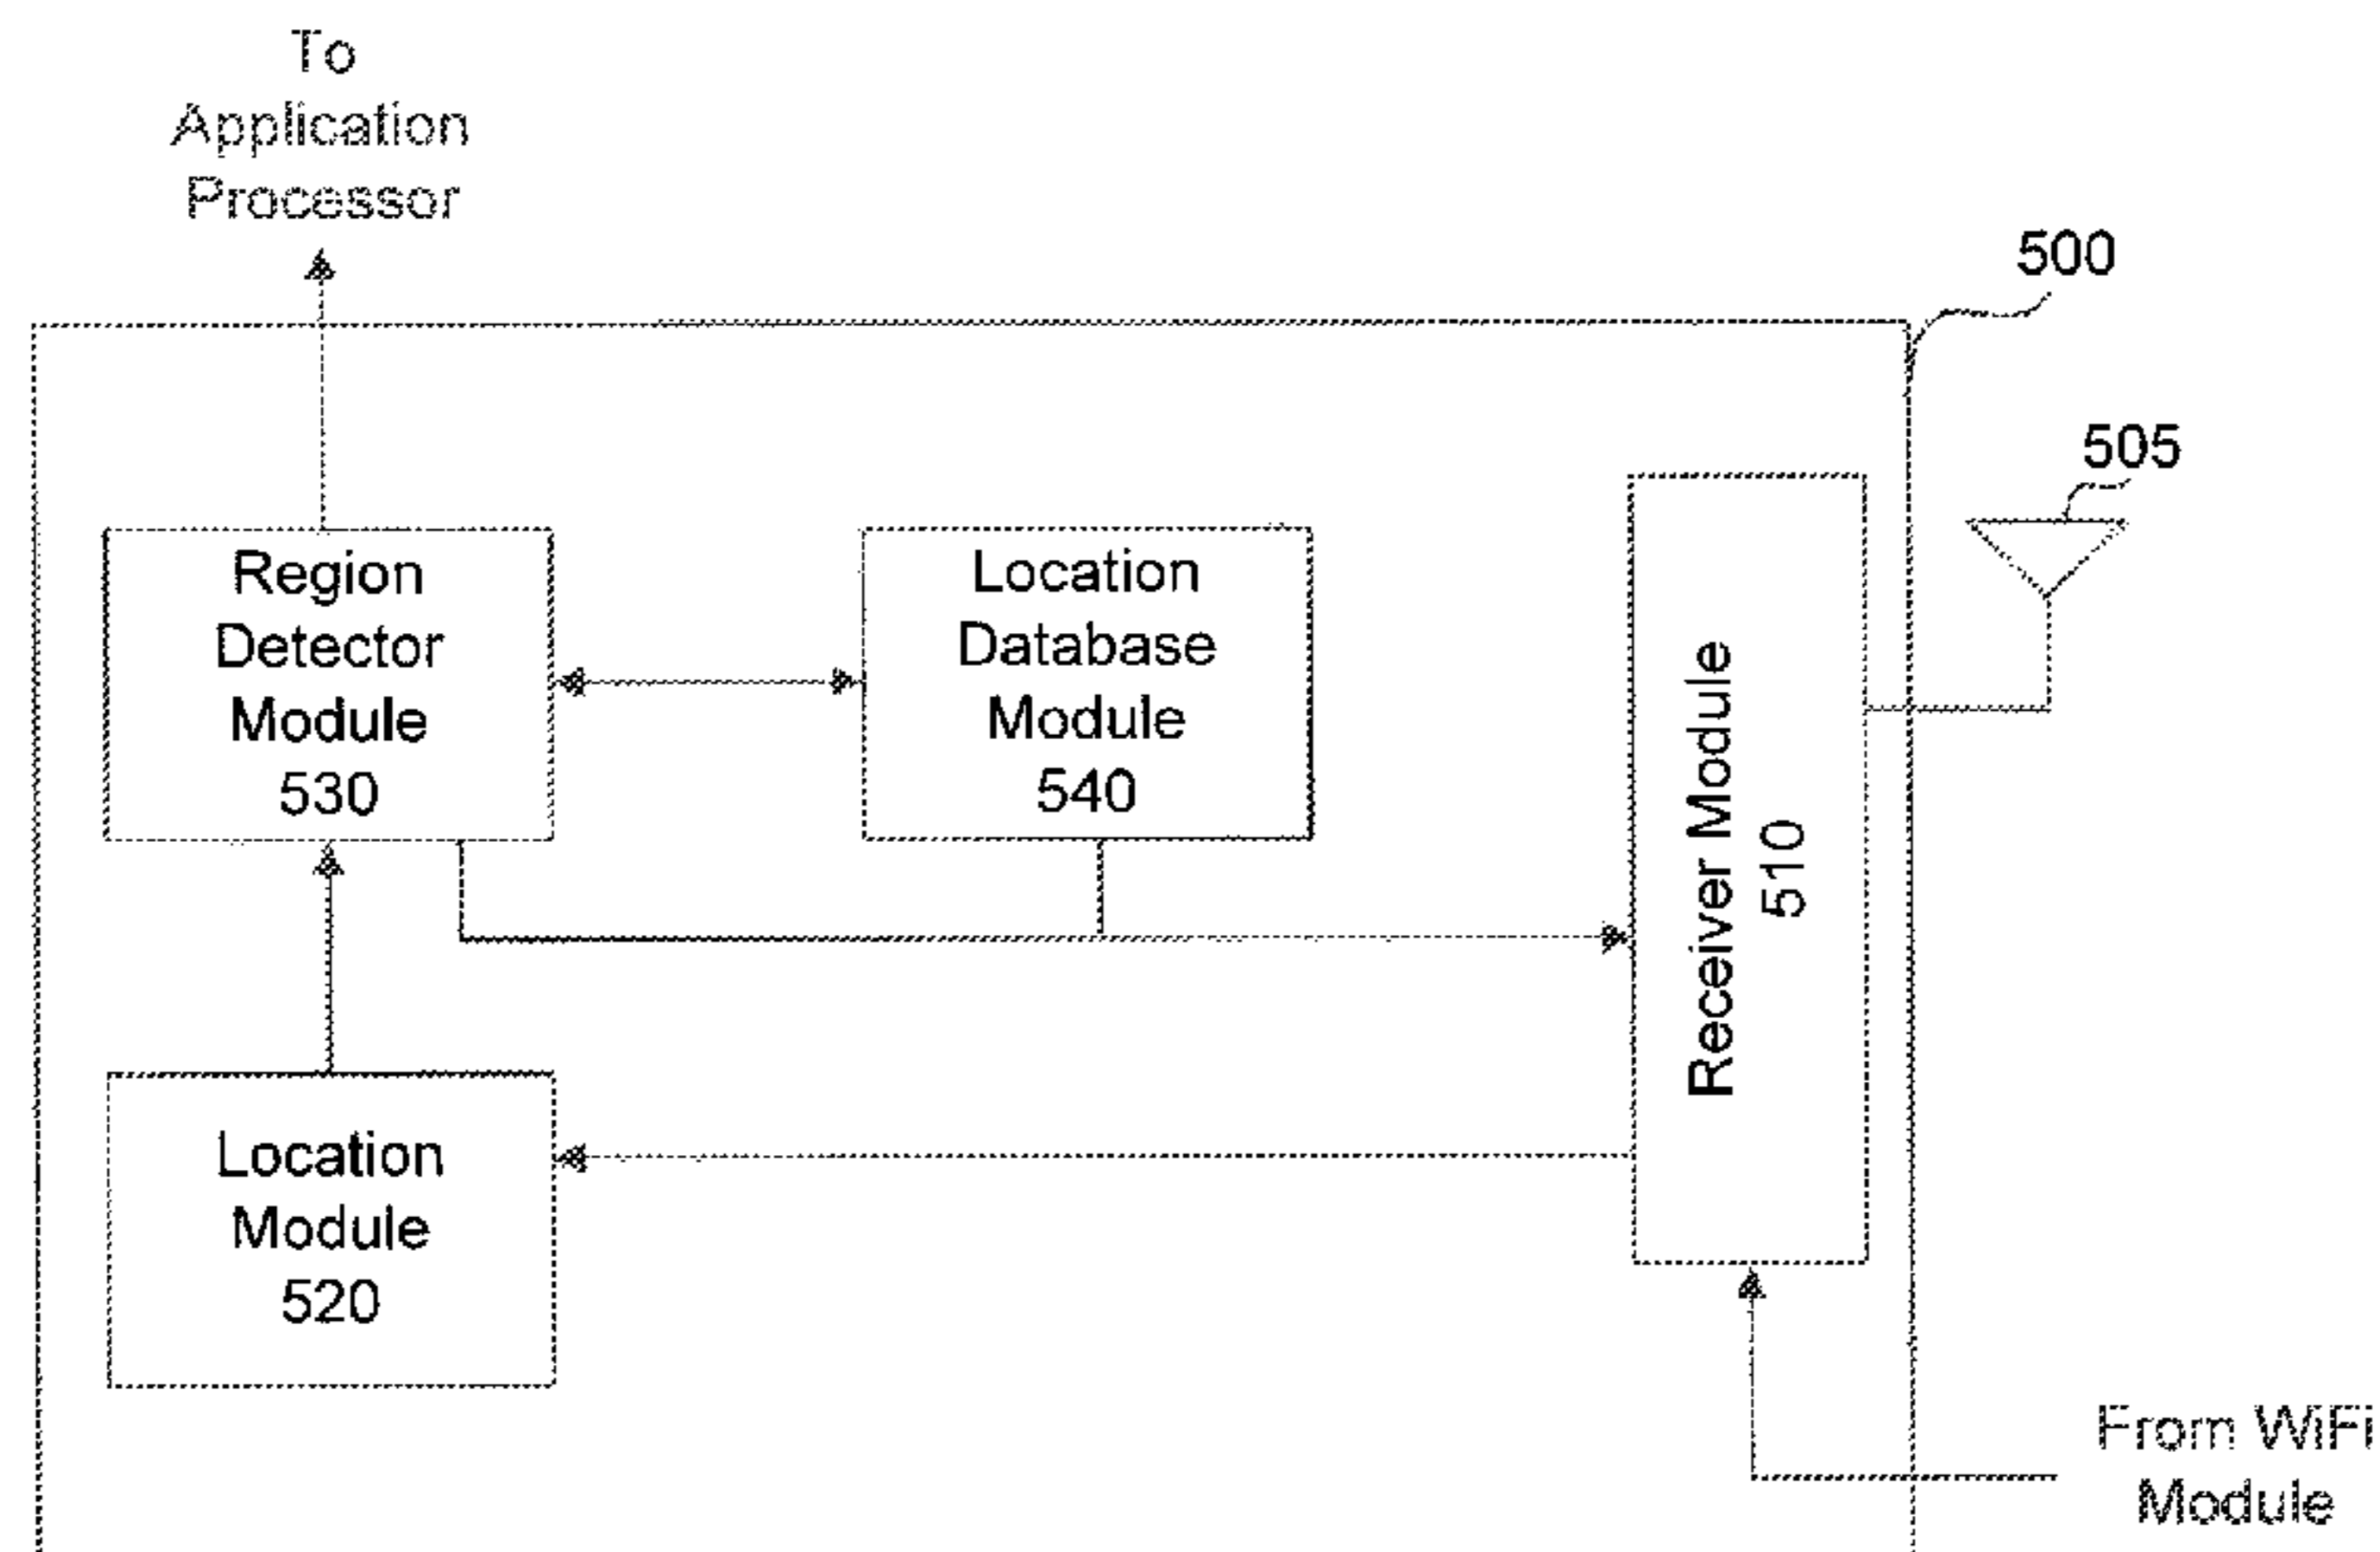 To
Application
Processor
500
505
Region
Detector
Module
530
Location
Database
Module
540
Receiver Module
510
Location
Module
520
From WiFi
Module